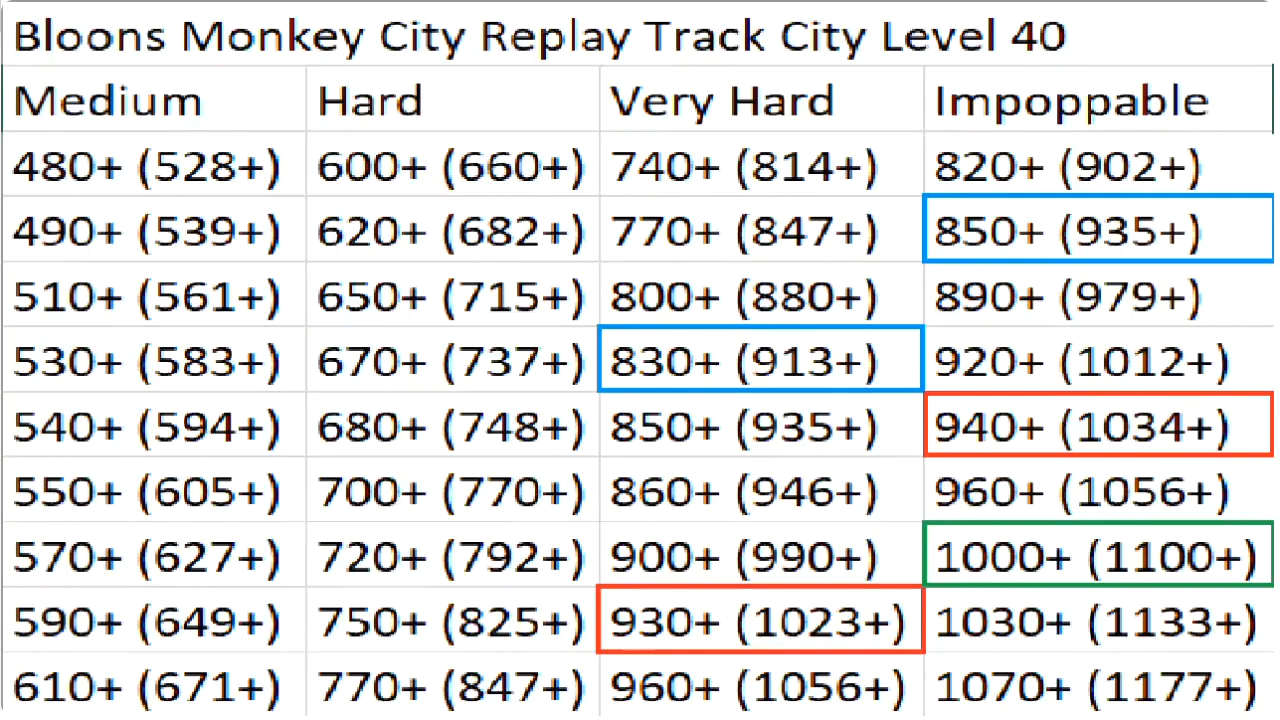 Bloons Monkey City Replay Track City Level 40
Medium Hard Very Hard Impoppable
480+ (528+) 600+ (660+) 740+ (814+) 820+ (902+)
490+ (539+) 620+ (682+) 770+ (847+) 850+ (935+)
510+ (561+) 650+ (715+) 800+ (880+) 890+ (979+)
530+ (583+) 670+ (737+) 830+ (913+) 920+ (1012+)
540+ (594+) 680+ (748+) 850+ (935+) 940+ (1034+)
550+ (605+) 700+ (770+) 860+ (946+) 960+ (1056+)
570+ (627+) 720+ (792+) 900+ (990+) 1000+ (1100+)
590+ (649+) 750+ (825+) 930+ (1023+) 1030+ (1133+)
610+ (671+) 770+ (847+) 960+ (1056+) 1070+ (1177+)